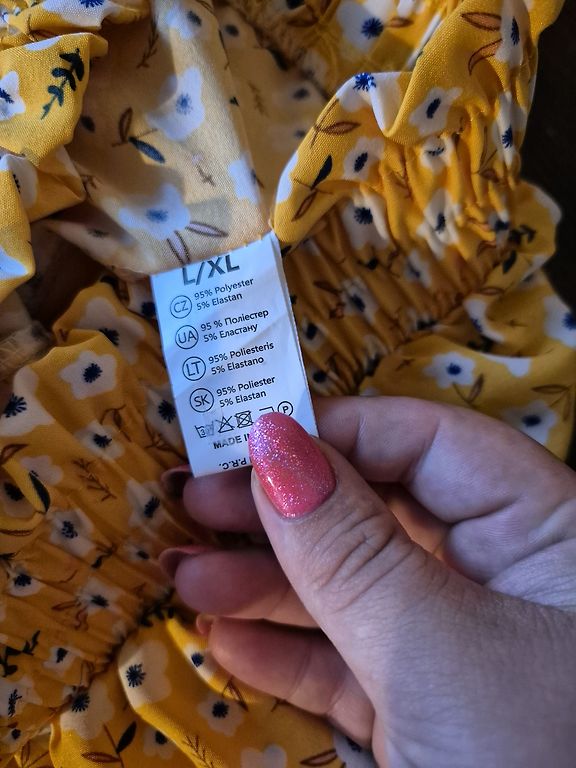 L/XL
CZ 95% Polyester
5% Elastan
UA 95 % Поліестер
5% Еластану
LT 95% Poliesteris
5% Elastano
SK 95% Poliester
5% Elastan
P
MADE IN
P.R.C.